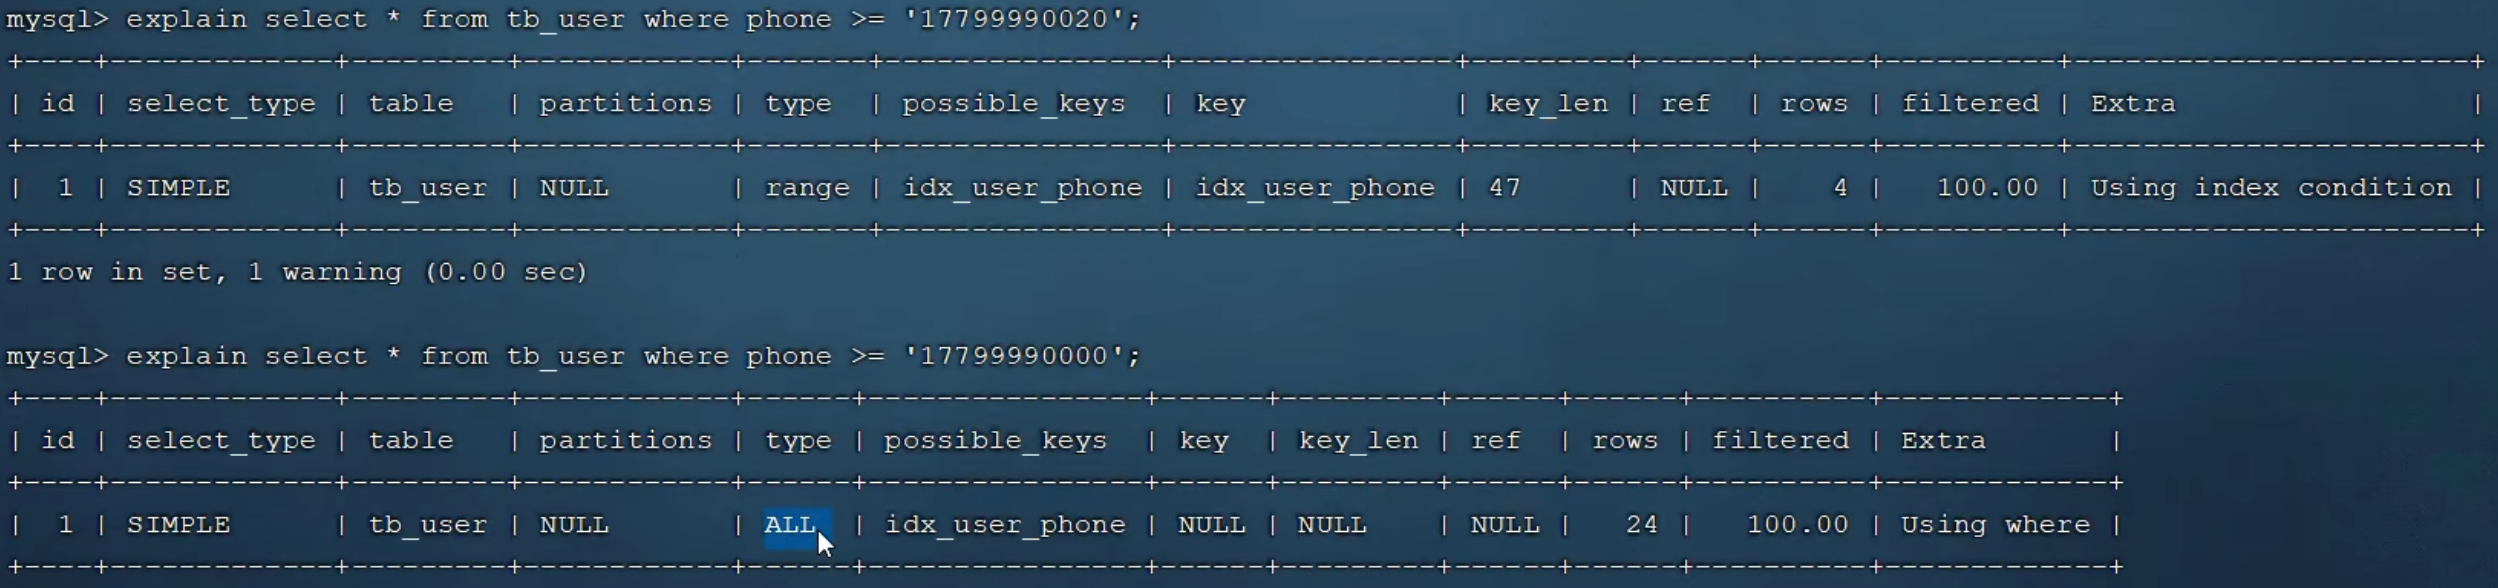 mysql> explain select * from tb_user where phone >= '17799990020';
+----+-------------+---------+------------+-------+----------------+----------------+---------+------+------+----------+-----------------------+
| id | select_type | table   | partitions | type  | possible_keys  | key            | key_len | ref  | rows | filtered | Extra                 |
+----+-------------+---------+------------+-------+----------------+----------------+---------+------+------+----------+-----------------------+
|  1 | SIMPLE      | tb_user | NULL       | range | idx_user_phone | idx_user_phone | 47      | NULL |    4 |   100.00 | Using index condition |
+----+-------------+---------+------------+-------+----------------+----------------+---------+------+------+----------+-----------------------+
1 row in set, 1 warning (0.00 sec)
mysql> explain select * from tb_user where phone >= '17799990000';
+----+-------------+---------+------------+------+----------------+------+---------+------+------+----------+-------------+
| id | select_type | table   | partitions | type | possible_keys  | key  | key_len | ref  | rows | filtered | Extra       |
+----+-------------+---------+------------+------+----------------+------+---------+------+------+----------+-------------+
|  1 | SIMPLE      | tb_user | NULL       | ALL  | idx_user_phone | NULL | NULL    | NULL |   24 |   100.00 | Using where |
+----+-------------+---------+------------+------+----------------+------+---------+------+------+----------+-------------+